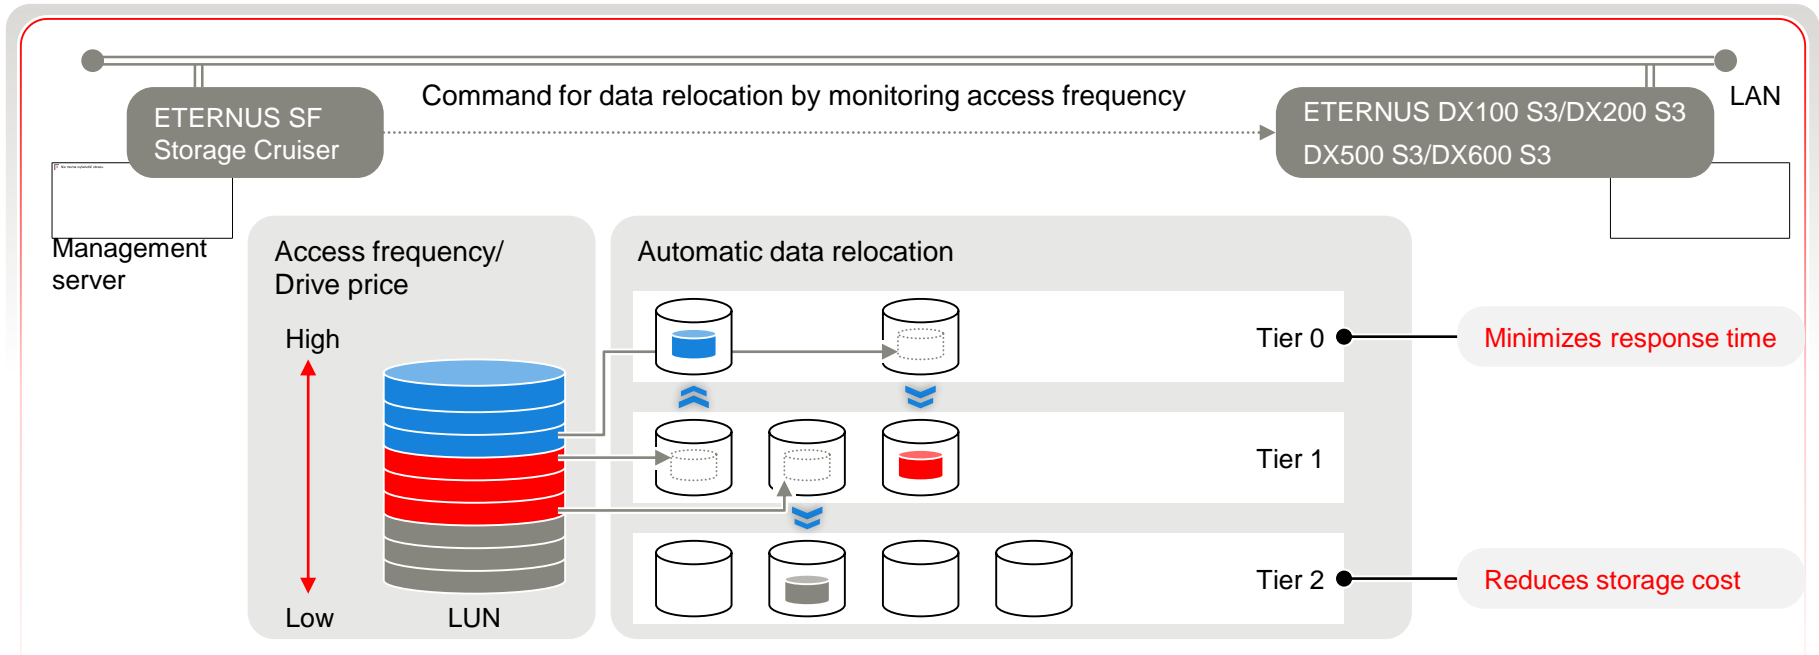 Command for data relocation by monitoring access frequency
LAN
ETERNUS SF
Storage Cruiser
ETERNUS DX100 S3/DX200 S3
DX500 S3/DX600 S3
Management
server
Access frequency/
Drive price
High
Low
LUN
Automatic data relocation
Tier 0
Minimizes response time
Tier 1
Tier 2
Reduces storage cost